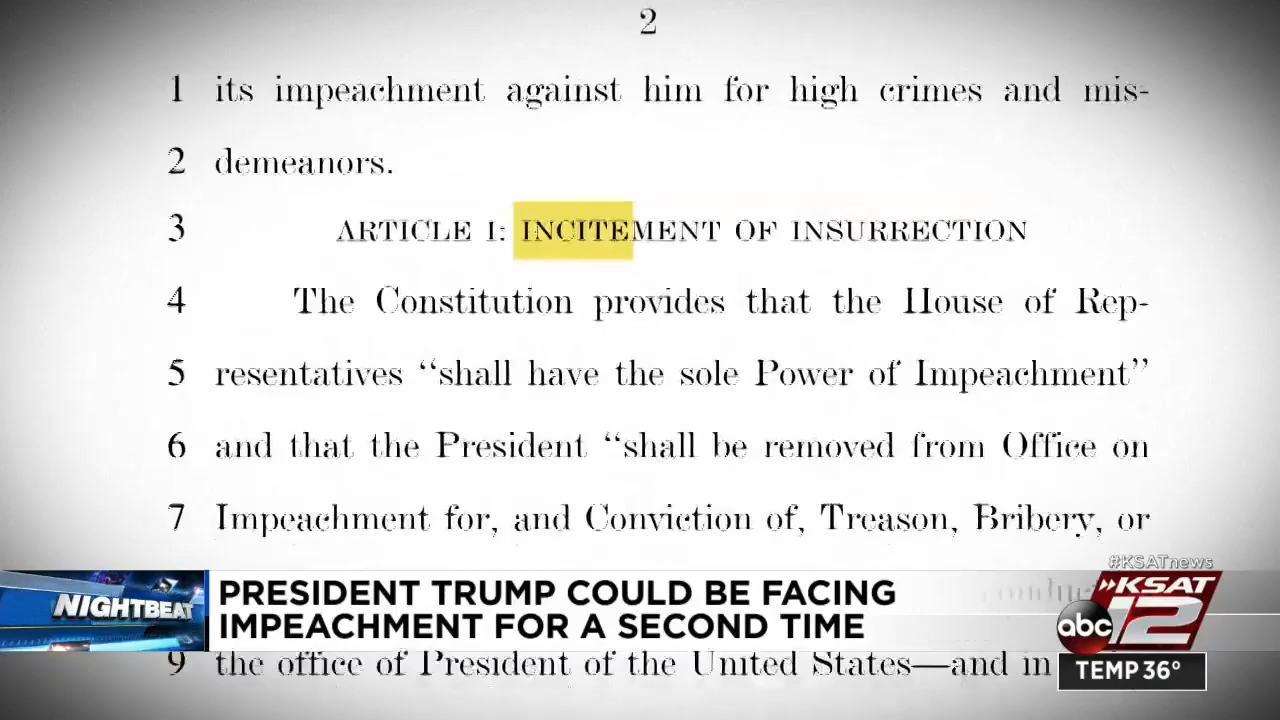 2
1 its impeachment against him for high crimes and mis-
2 demeanors.
3 ARTICLE I: INCITEMENT OF INSURRECTION
4 The Constitution provides that the House of Rep-
5 resentatives “shall have the sole Power of Impeachment”
6 and that the President “shall be removed from Office on
7 Impeachment for, and Conviction of, Treason, Bribery, or
#KSATnews
NIGHTBEAT
PRESIDENT TRUMP COULD BE FACING
IMPEACHMENT FOR A SECOND TIME
KSAT
abc 12
TEMP 36°
9 the office of President of the United States—and in